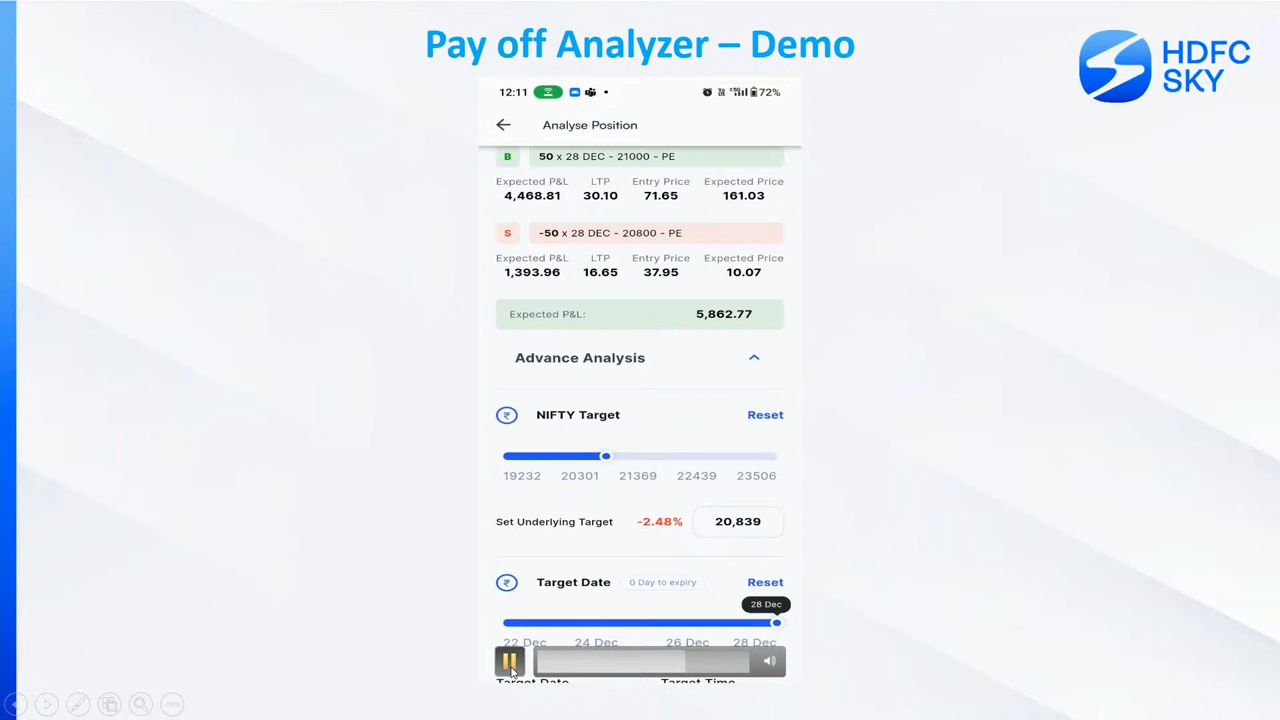 Pay off Analyzer – Demo
HDFC
SKY
12:11
72%
Analyse Position
B 50 x 28 DEC - 21000 - PE
Expected P&L LTP Entry Price Expected Price
4,468.81 30.10 71.65 161.03
S -50 x 28 DEC - 20800 - PE
Expected P&L LTP Entry Price Expected Price
1,393.96 16.65 37.95 10.07
Expected P&L: 5,862.77
Advance Analysis
₹ NIFTY Target Reset
19232 20301 21369 22439 23506
Set Underlying Target -2.48% 20,839
₹ Target Date 0 Day to expiry Reset
28 Dec
22 Dec 24 Dec 26 Dec 28 Dec
Target Date Target Time